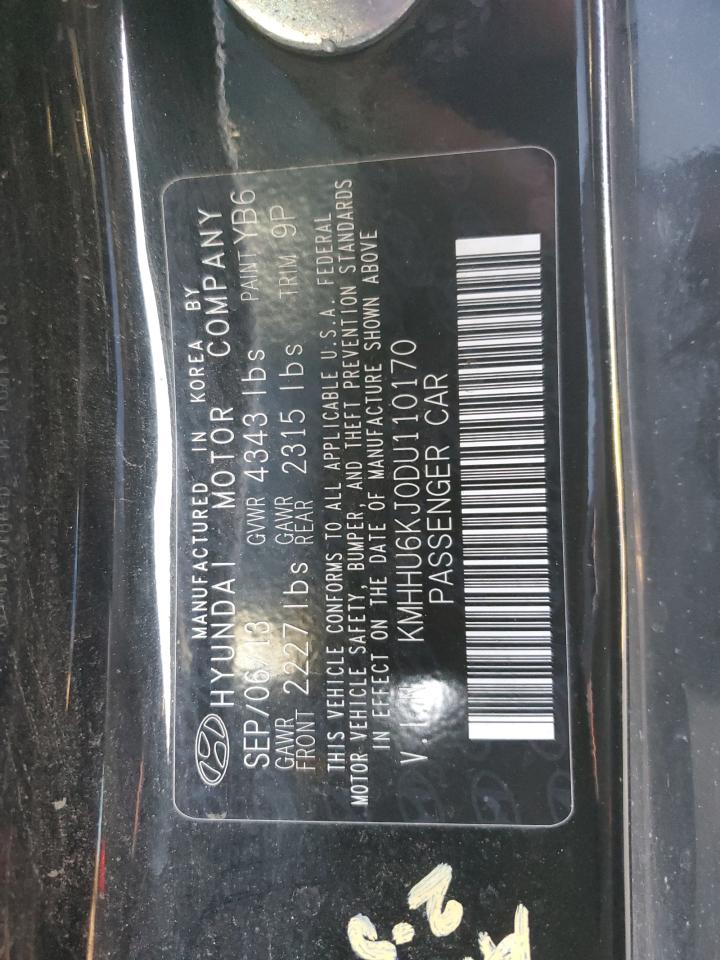 MANUFACTURED IN KOREA BY
HYUNDAI MOTOR COMPANY
SEP/06/13 GVWR 4343 lbs PAINT YB6
GAWR FRONT 2227 lbs GAWR REAR 2315 lbs TRIM 9P
THIS VEHICLE CONFORMS TO ALL APPLICABLE U.S.A. FEDERAL
MOTOR VEHICLE SAFETY, BUMPER, AND THEFT PREVENTION STANDARDS
IN EFFECT ON THE DATE OF MANUFACTURE SHOWN ABOVE
V.I.N KMHHU6KJ0DU110170
PASSENGER CAR